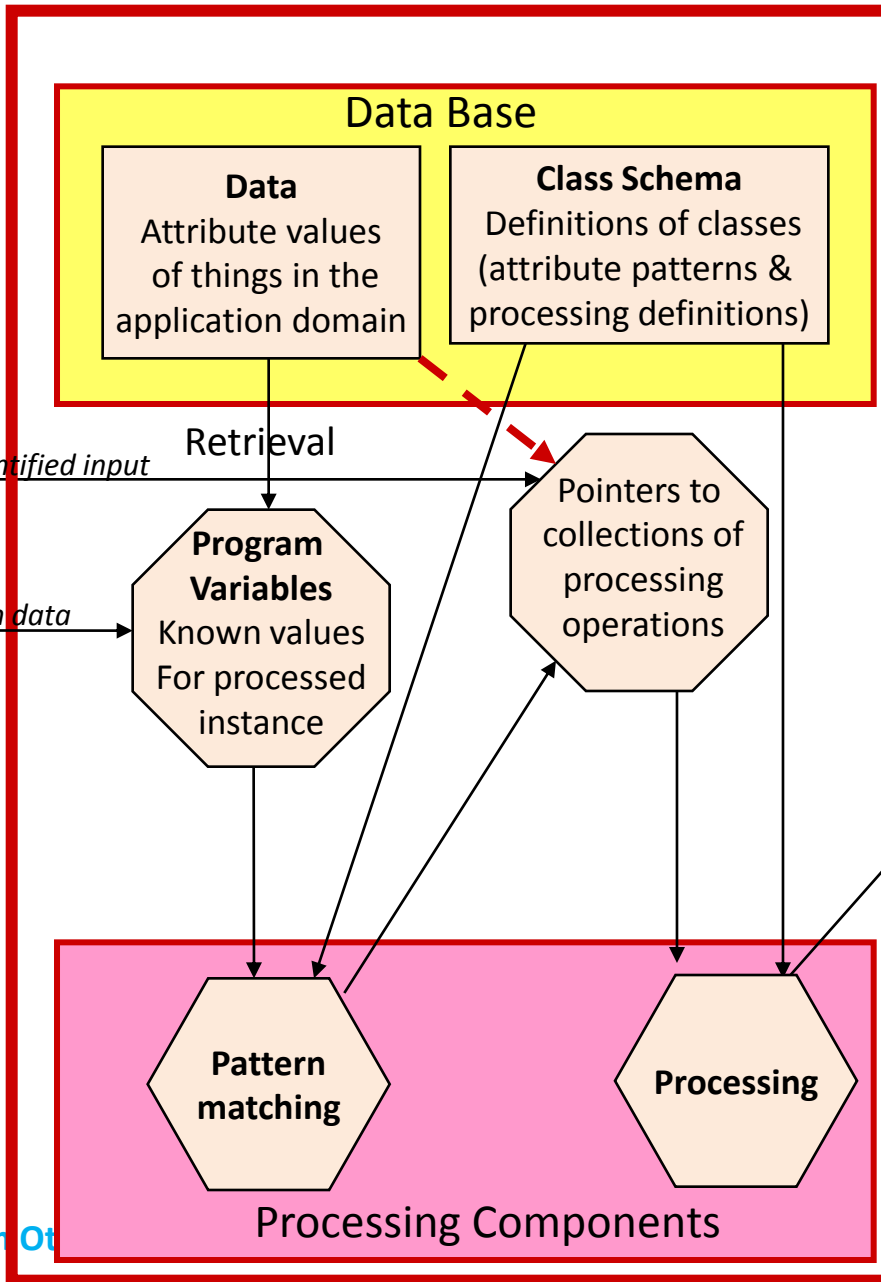 Data Base
Data
Attribute values
of things in the
application domain
Class Schema
Definitions of classes
(attribute patterns &
processing definitions)
Retrieval
input
Program
Variables
Known values
For processed
instance
data
Pointers to
collections of
processing
operations
Pattern
matching
Processing
Processing Components